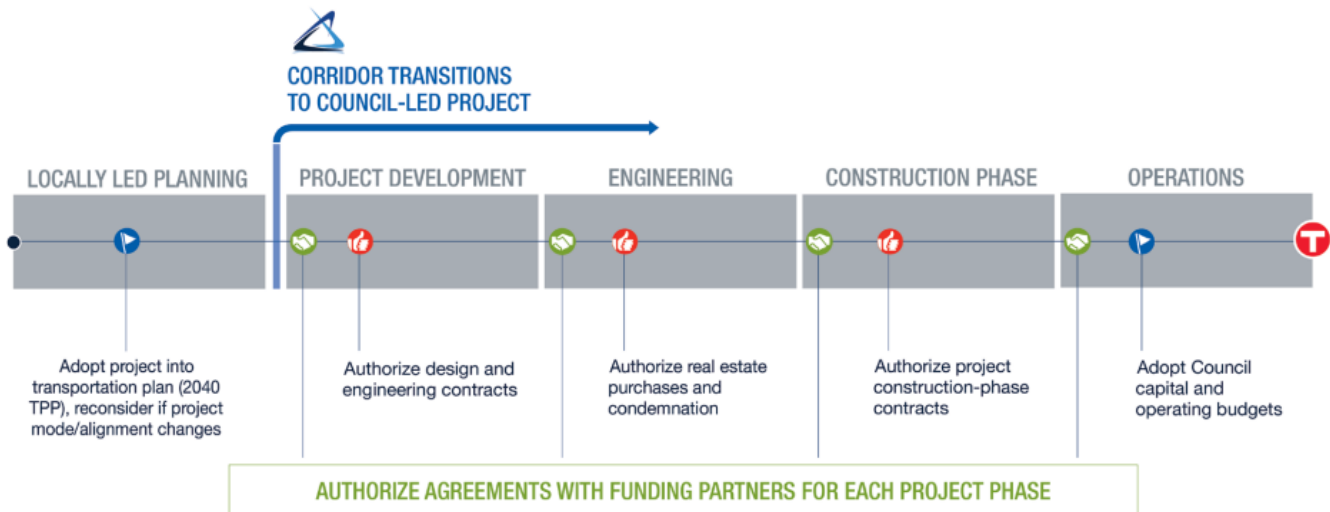 CORRIDOR TRANSITIONS
TO COUNCIL-LED PROJECT
LOCALLY LED PLANNING
PROJECT DEVELOPMENT
ENGINEERING
CONSTRUCTION PHASE
OPERATIONS
T
Adopt project into
transportation plan (2040
TPP), reconsider if project
mode/alignment changes
Authorize design and
engineering contracts
Authorize real estate
purchases and
condemnation
Authorize project
construction-phase
contracts
Adopt Council
capital and
operating budgets
AUTHORIZE AGREEMENTS WITH FUNDING PARTNERS FOR EACH PROJECT PHASE